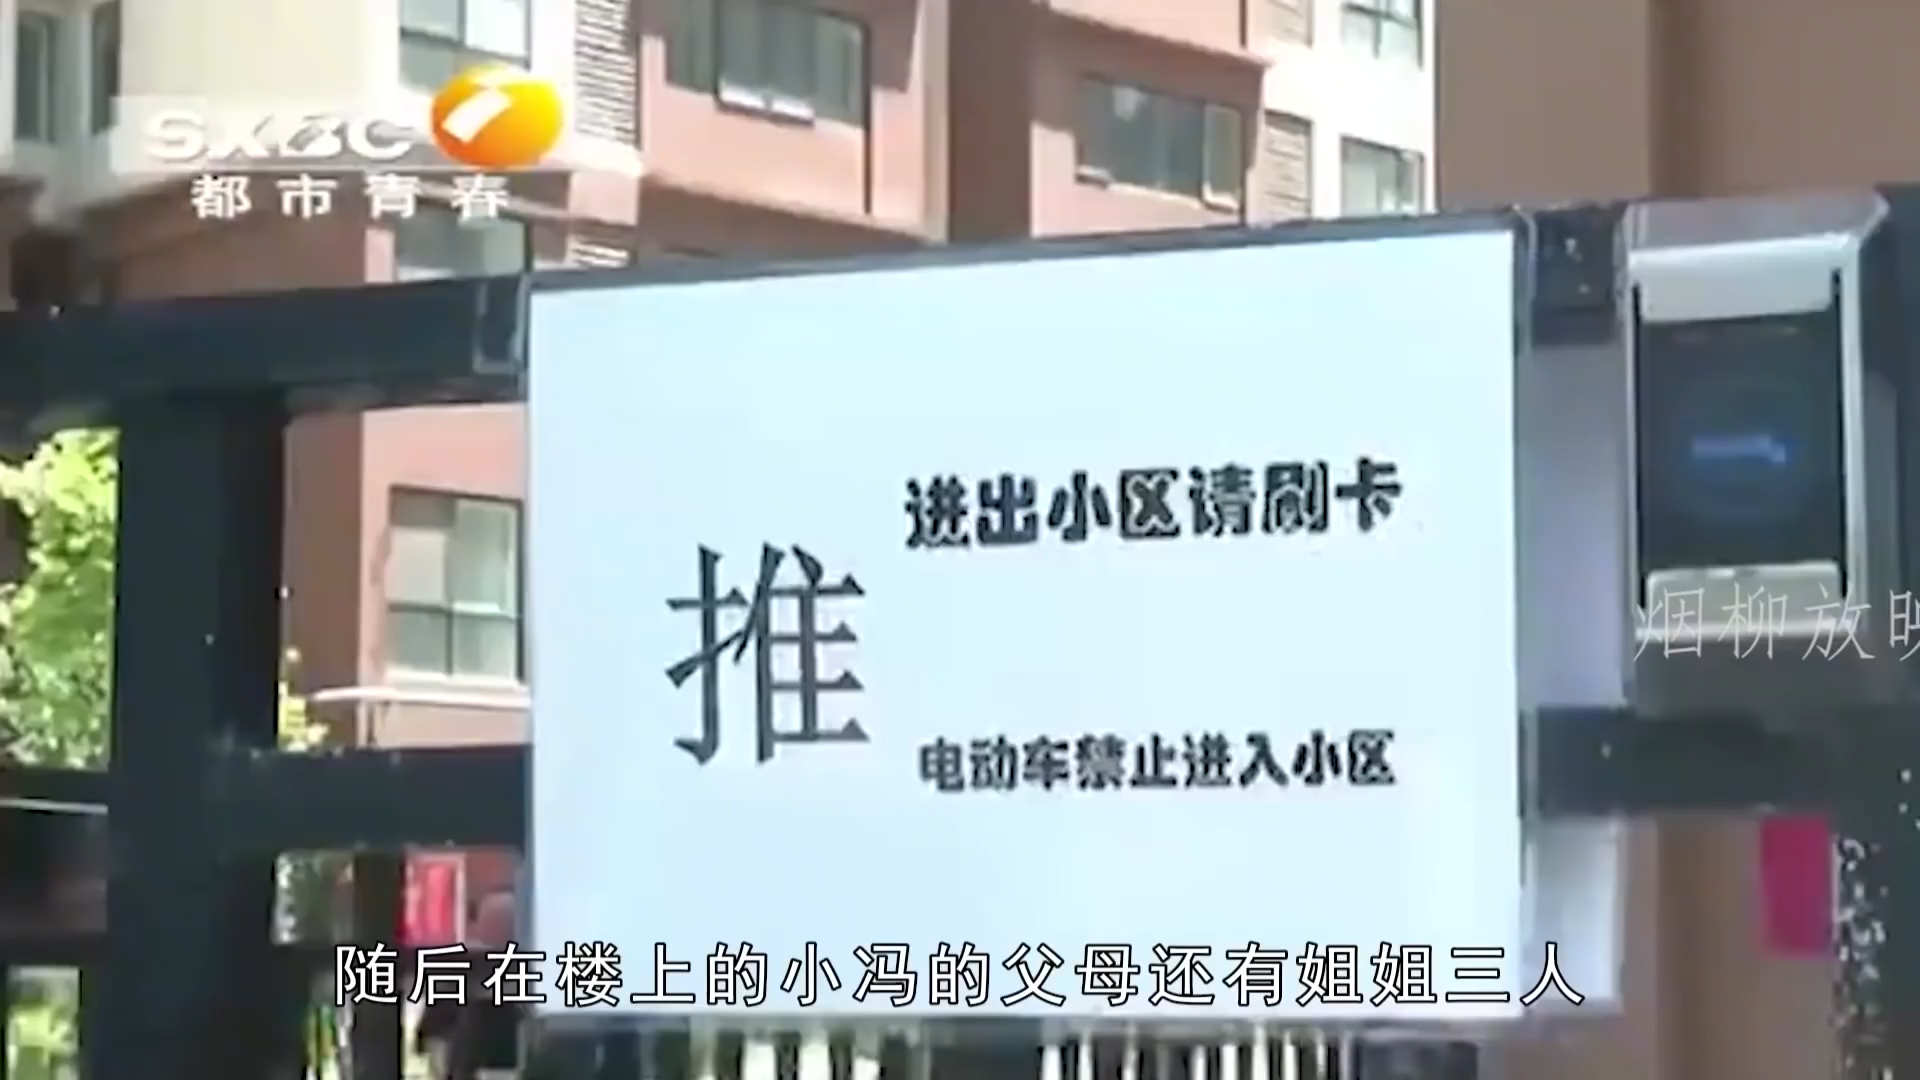 SXBC
都市青春
进出小区请刷卡
推
烟柳放映
电动车禁止进入小区
随后在楼上的小冯的父母还有姐姐三人